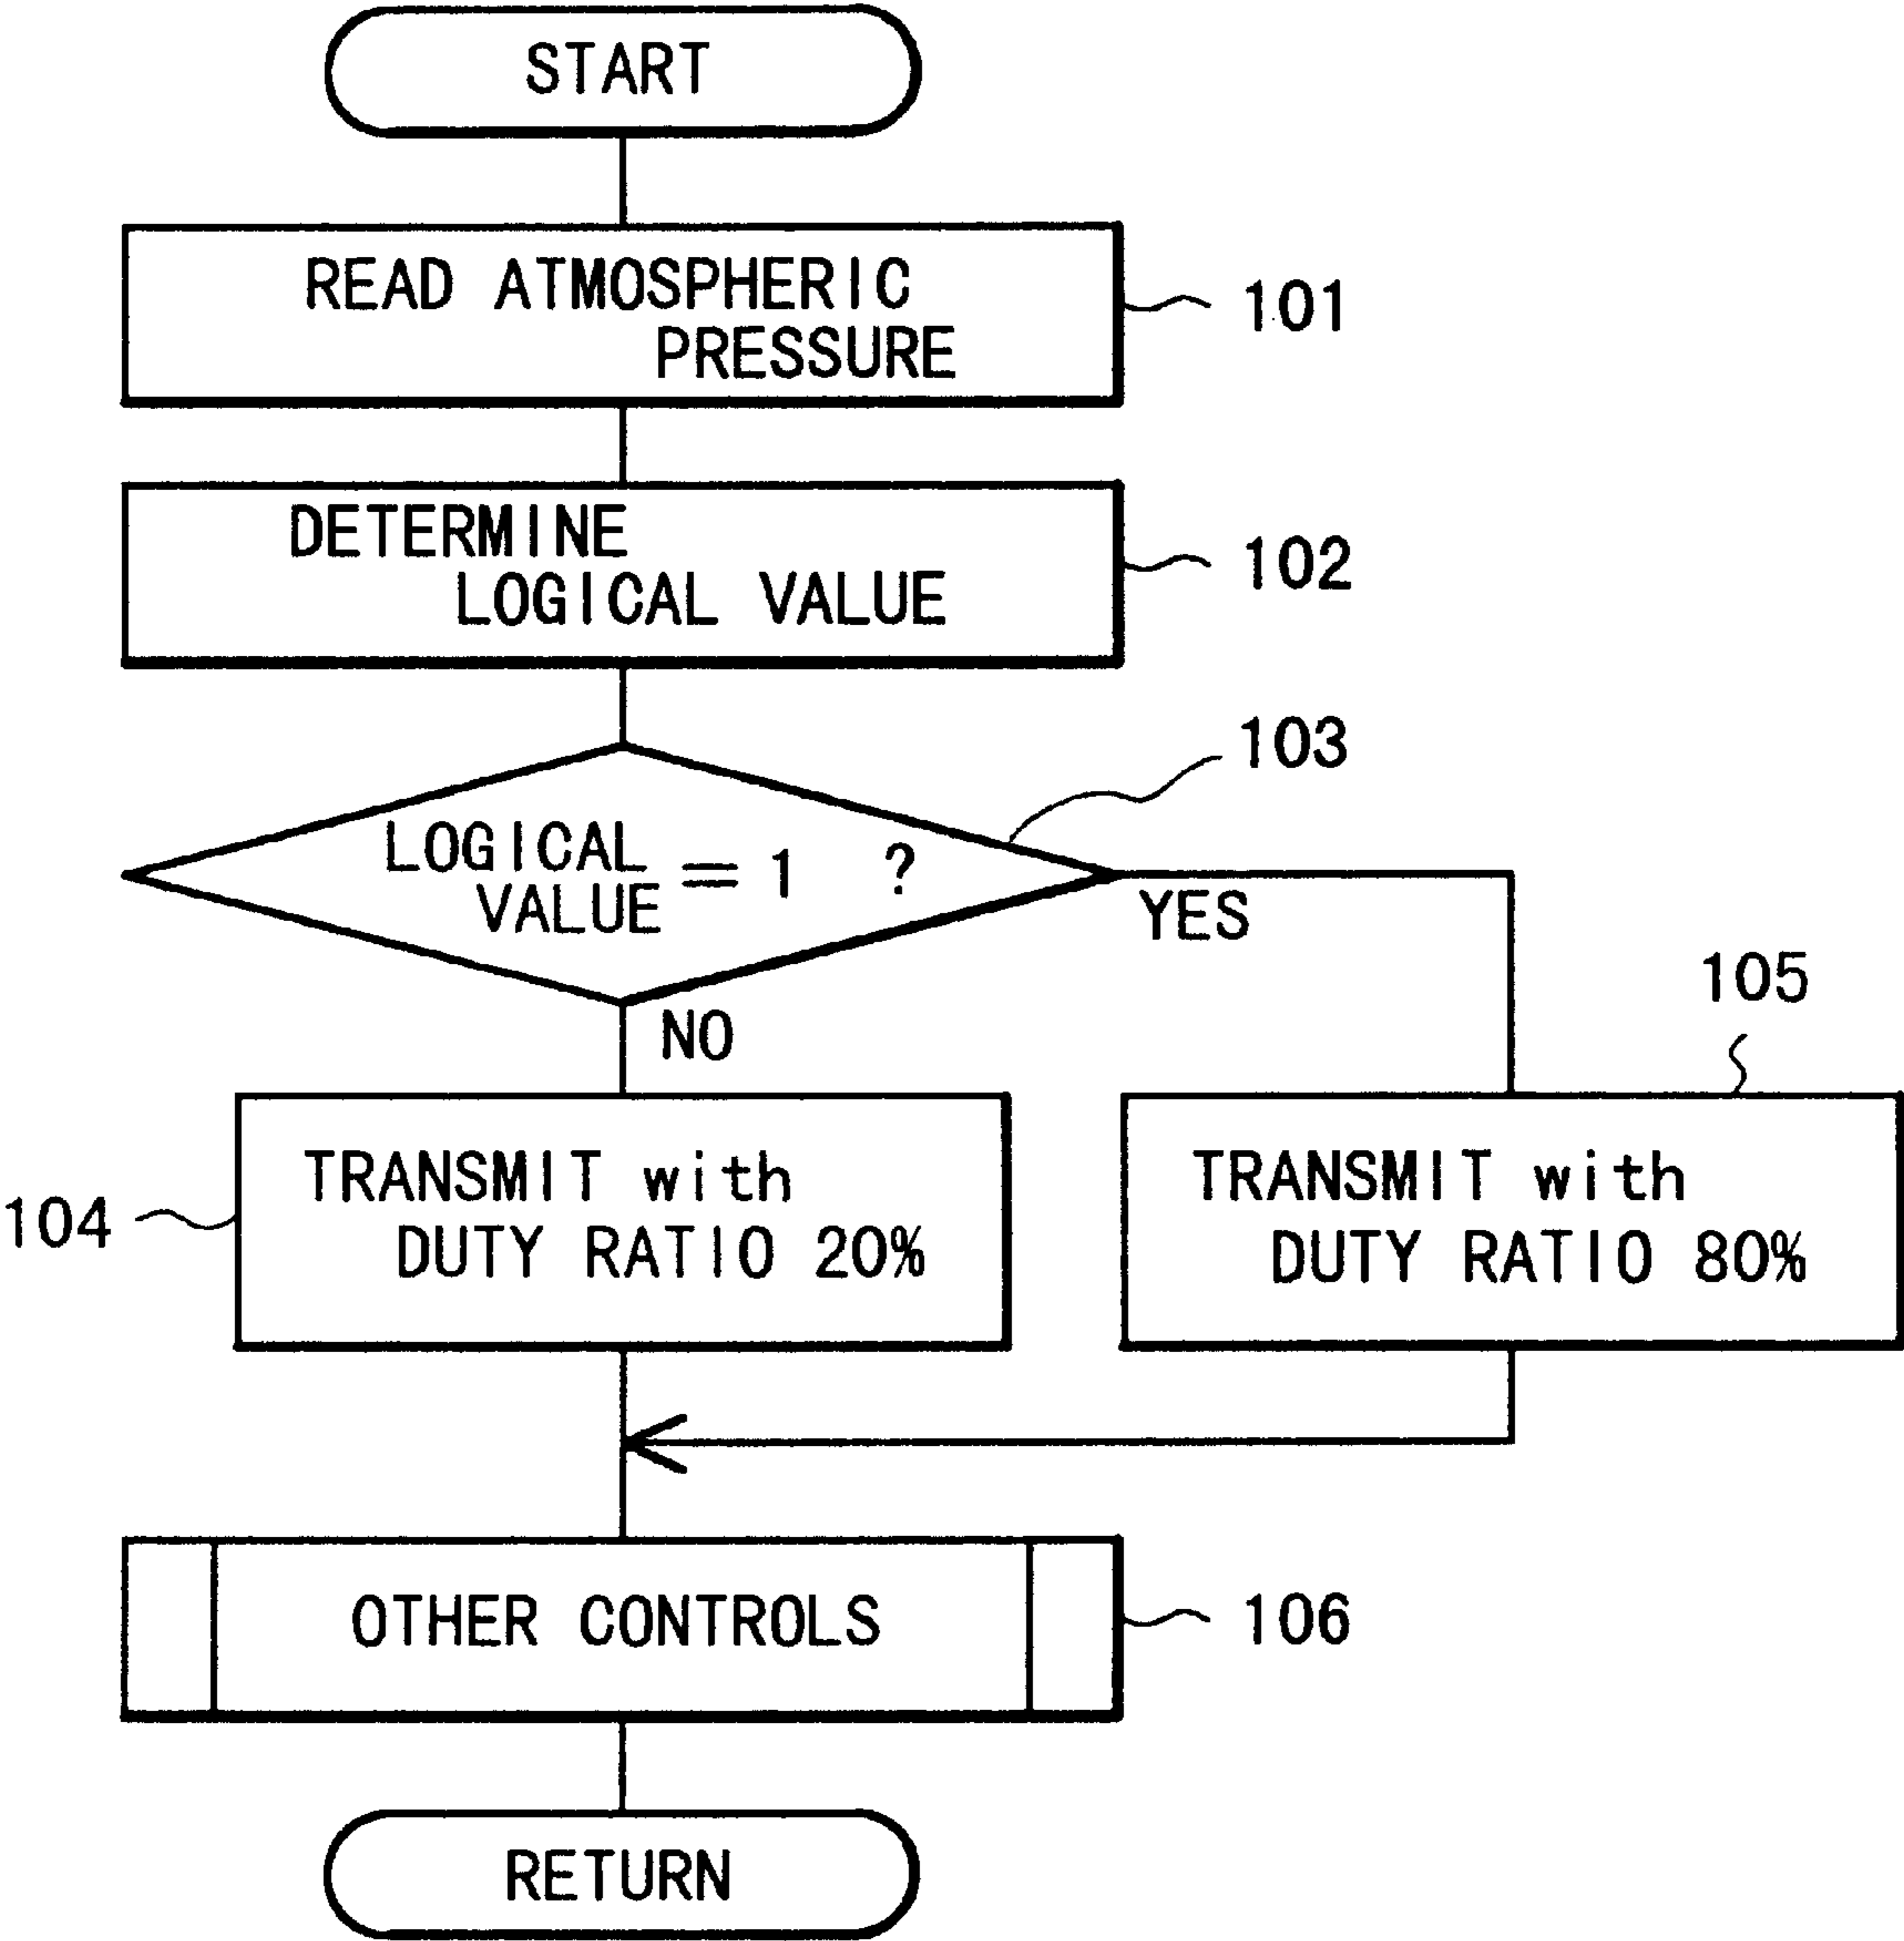 START
READ ATMOSPHERIC
PRESSURE
101
DETERMINE
LOGICAL VALUE
102
103
LOGICAL
VALUE = 1 ?
YES
NO
105
TRANSMIT with
DUTY RATIO 20%
104
TRANSMIT with
DUTY RATIO 80%
OTHER CONTROLS
106
RETURN